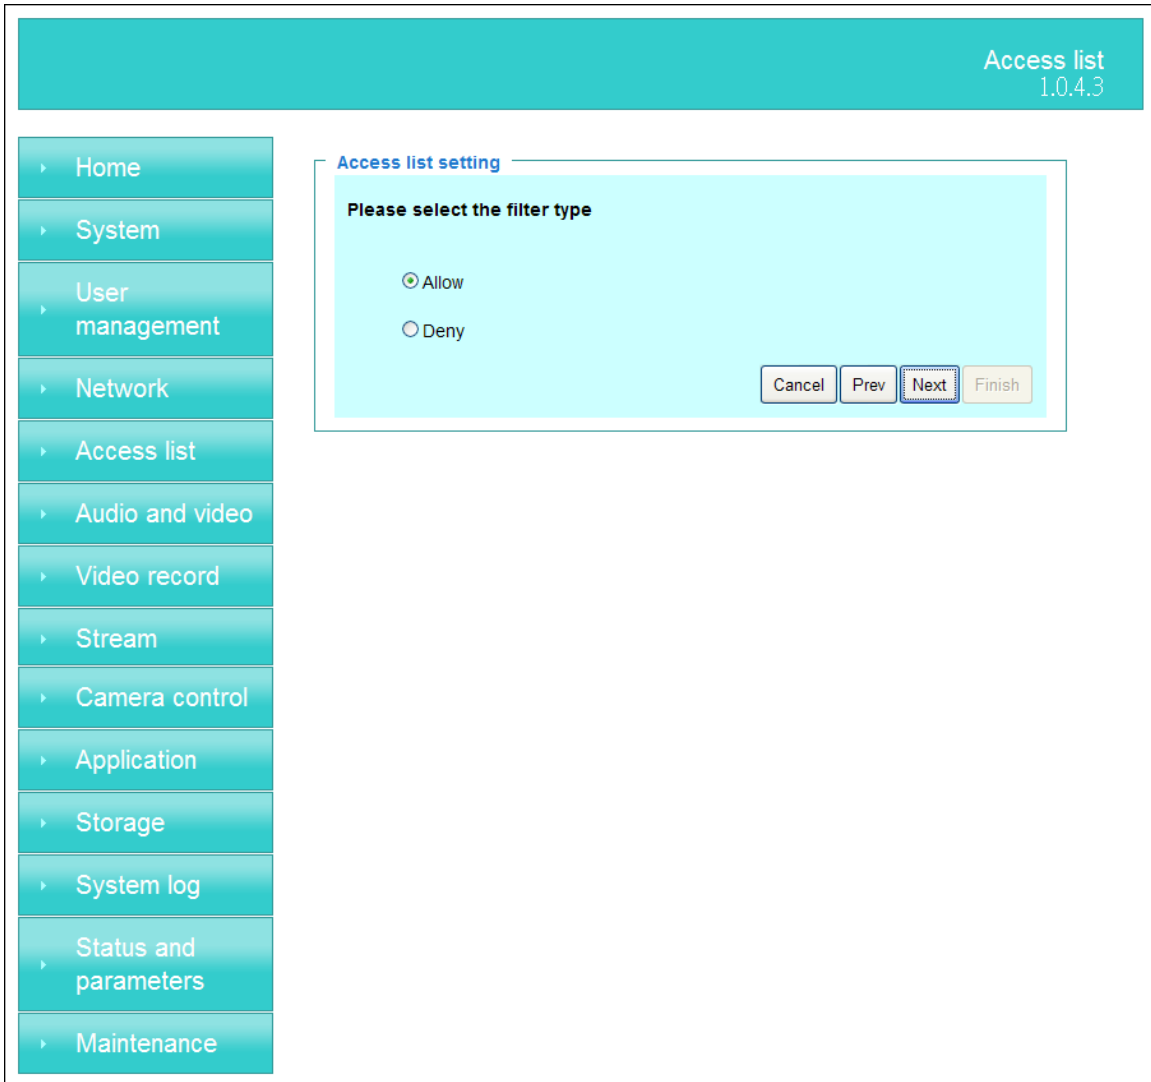 Access list
1.0.4.3
Home
System
User
management
Network
Access list
Audio and video
Video record
Stream
Camera control
Application
Storage
System log
Status and
parameters
Maintenance
Access list setting
Please select the filter type
Allow
Deny
Cancel Prev Next Finish